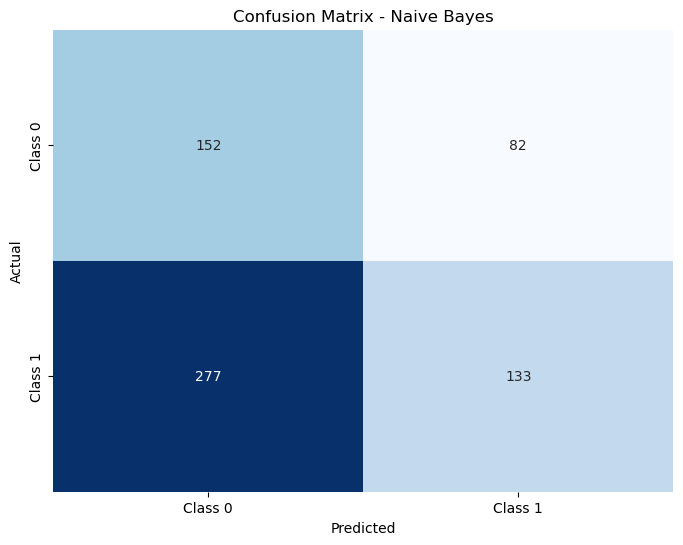 Confusion Matrix - Naive Bayes
Class 0
152
82
Actual
Class 1
277
133
Class 0
Class 1
Predicted